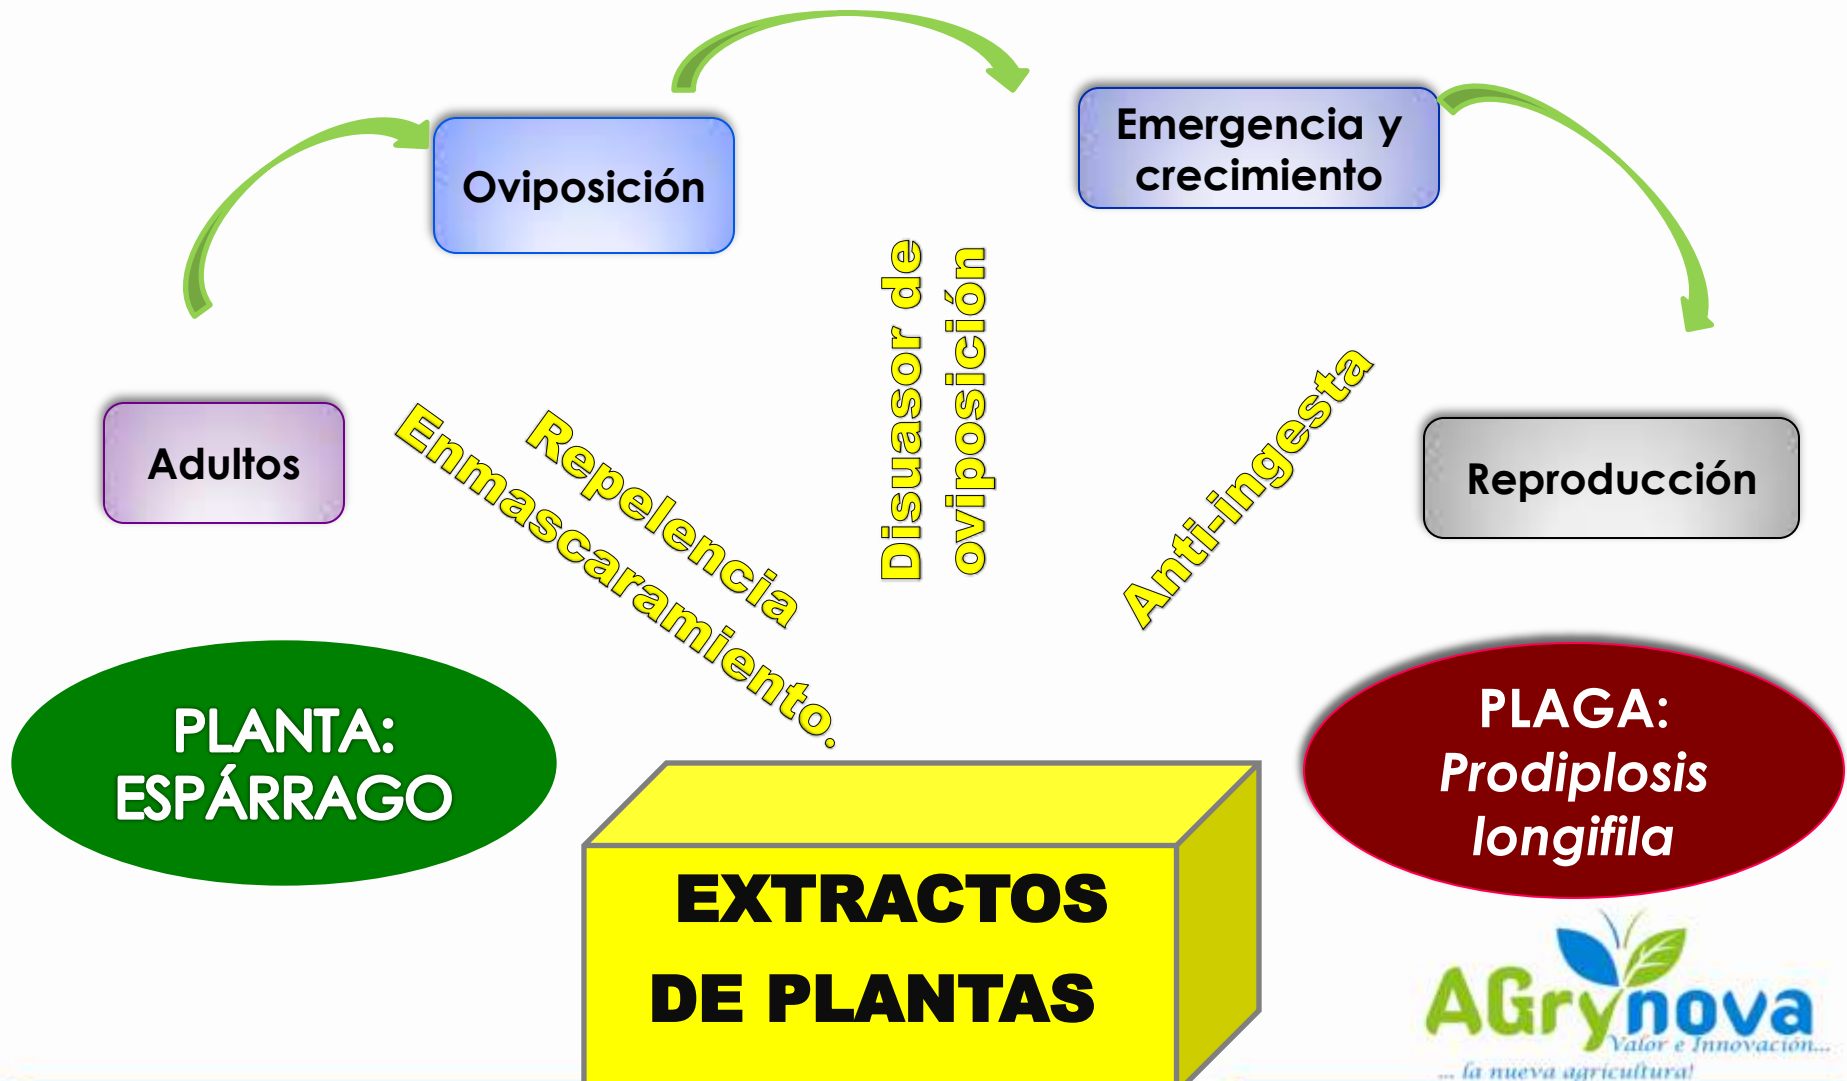 Oviposición
Emergencia y
crecimiento
Adultos
Repelencia
Enmascaramiento.
Disuasor de
oviposición
Anti-ingesta
Reproducción
PLANTA:
ESPÁRRAGO
PLAGA:
Prodiplosis
longifila
EXTRACTOS
DE PLANTAS
AGrynova
Valor e Innovación...
... la nueva agricultura!